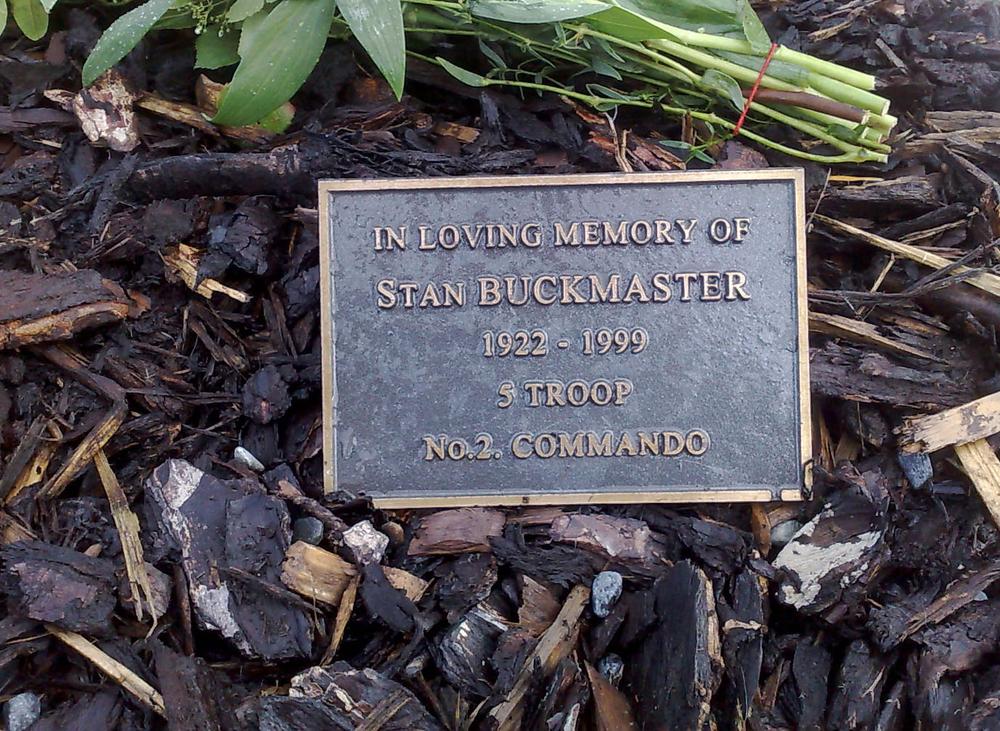 IN LOVING MEMORY OF
STAN BUCKMASTER
1922 - 1999
5 TROOP
No.2. COMMANDO